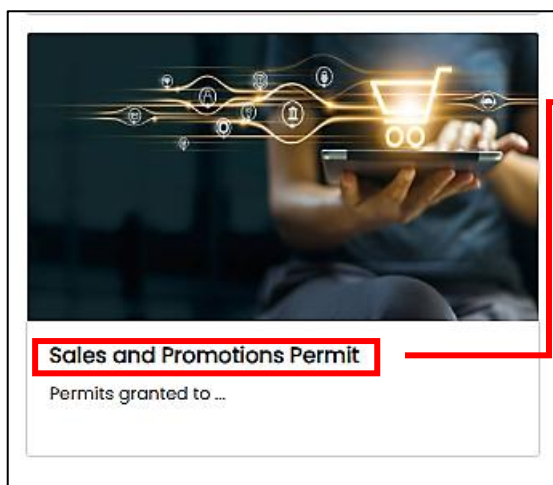 Sales and Promotions Permit
Permits granted to ...